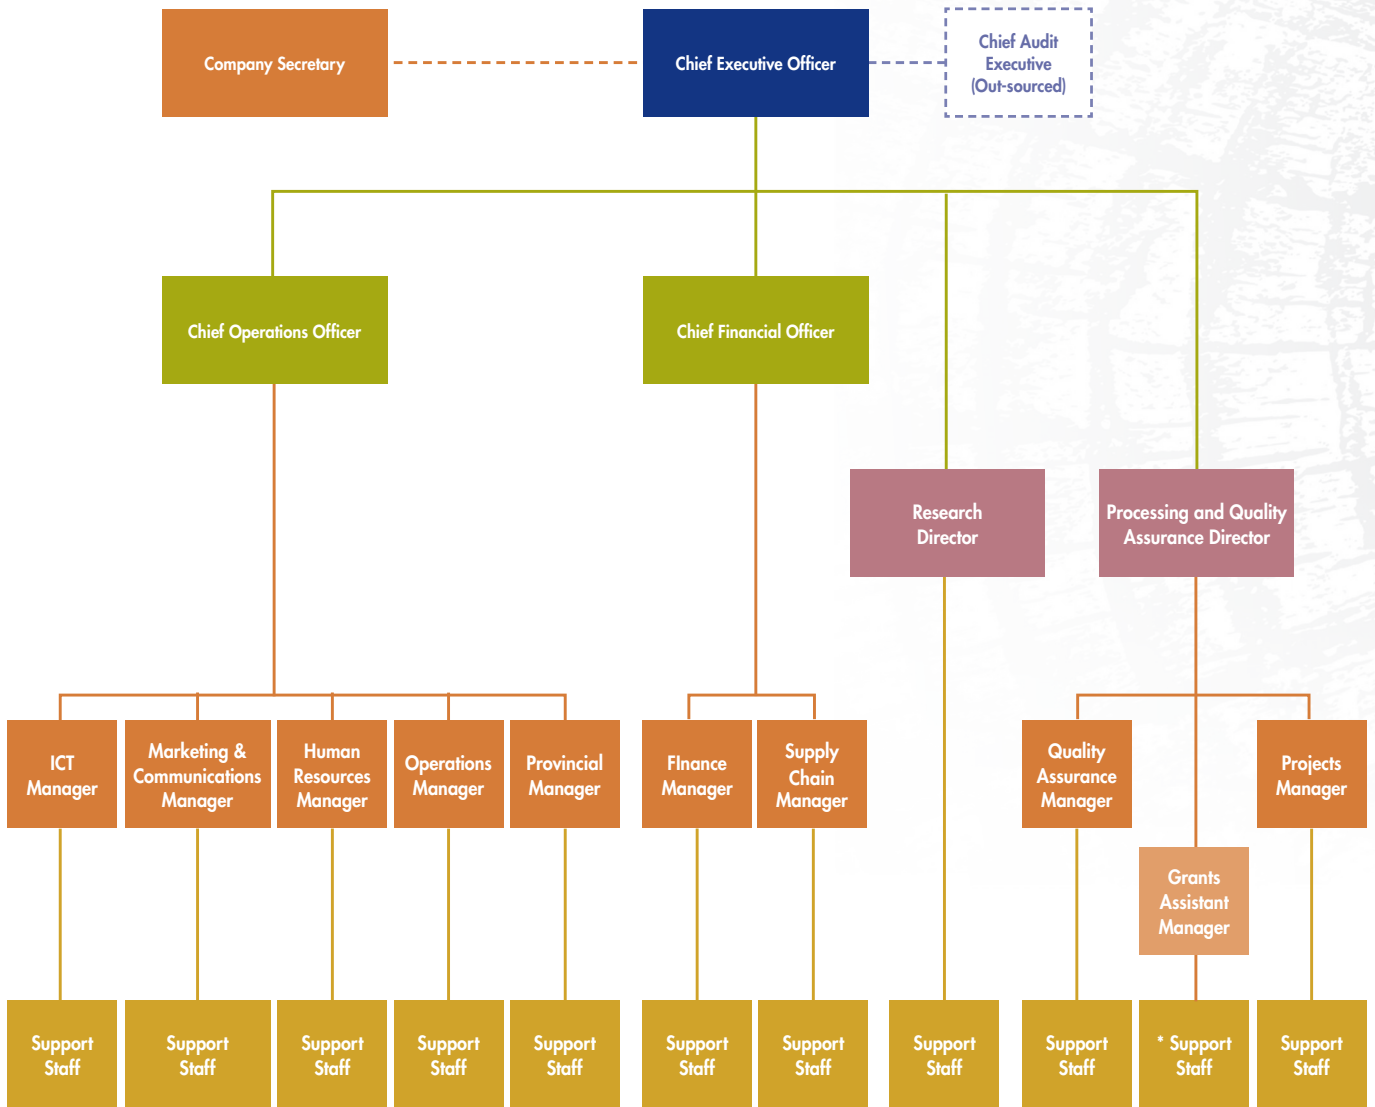 Company Secretary
Chief Executive Officer
Chief Audit
Executive
(Out-sourced)
Chief Operations Officer
Chief Financial Officer
Research
Director
Processing and Quality
Assurance Director
ICT
Manager
Marketing &
Communications
Manager
Human
Resources
Manager
Operations
Manager
Provincial
Manager
FInance
Manager
Supply
Chain
Manager
Quality
Assurance
Manager
Projects
Manager
Grants
Assistant
Manager
Support
Staff
Support
Staff
Support
Staff
Support
Staff
Support
Staff
Support
Staff
Support
Staff
Support
Staff
Support
Staff
* Support
Staff
Support
Staff